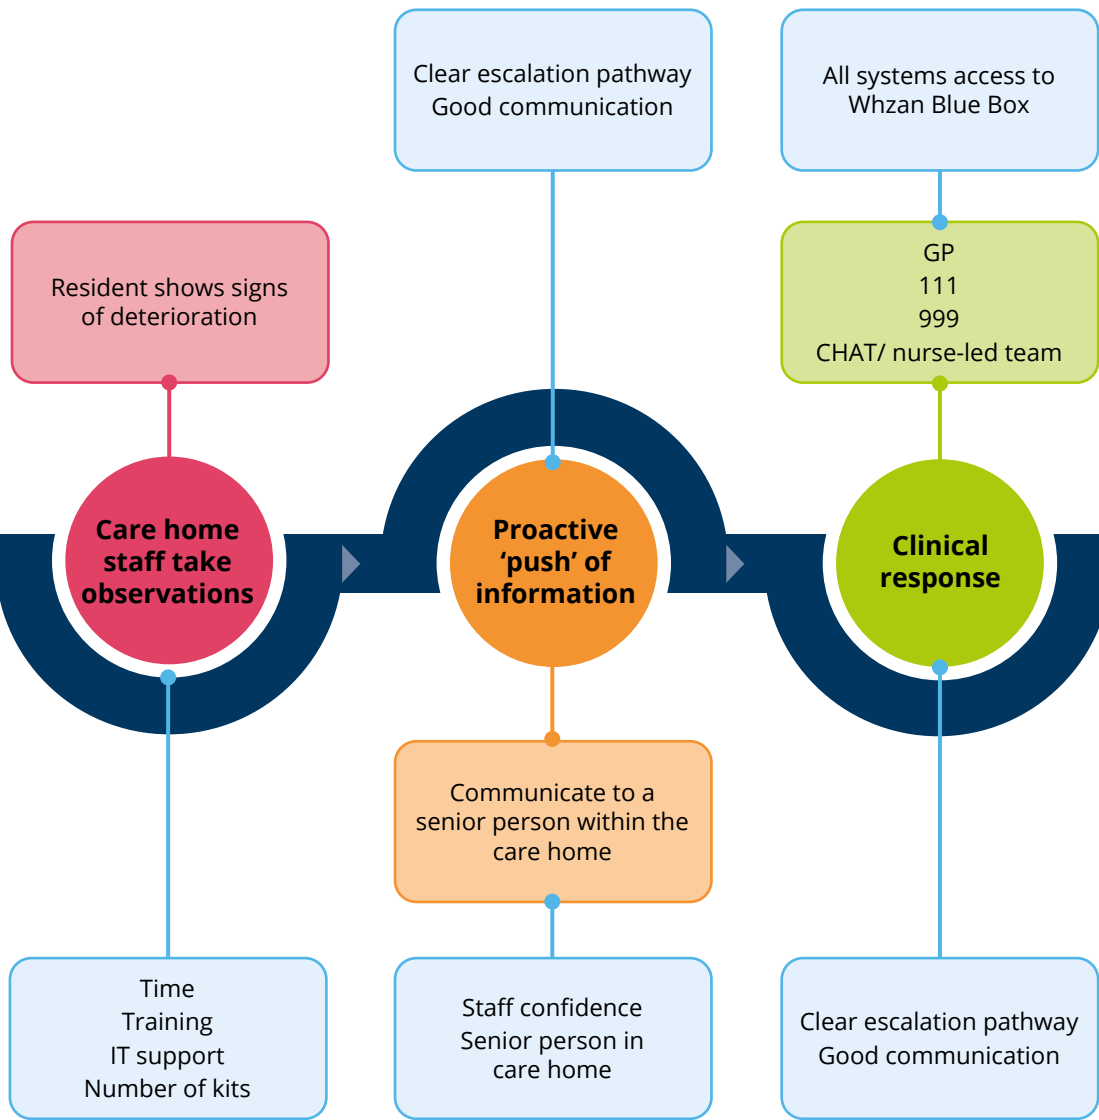 Clear escalation pathway
Good communication
All systems access to
Whzan Blue Box
Resident shows signs
of deterioration
GP
111
999
CHAT/ nurse-led team
Care home
staff take
observations
Proactive
‘push’ of
information
Clinical
response
Communicate to a
senior person within the
care home
Time
Training
IT support
Number of kits
Staff confidence
Senior person in
care home
Clear escalation pathway
Good communication